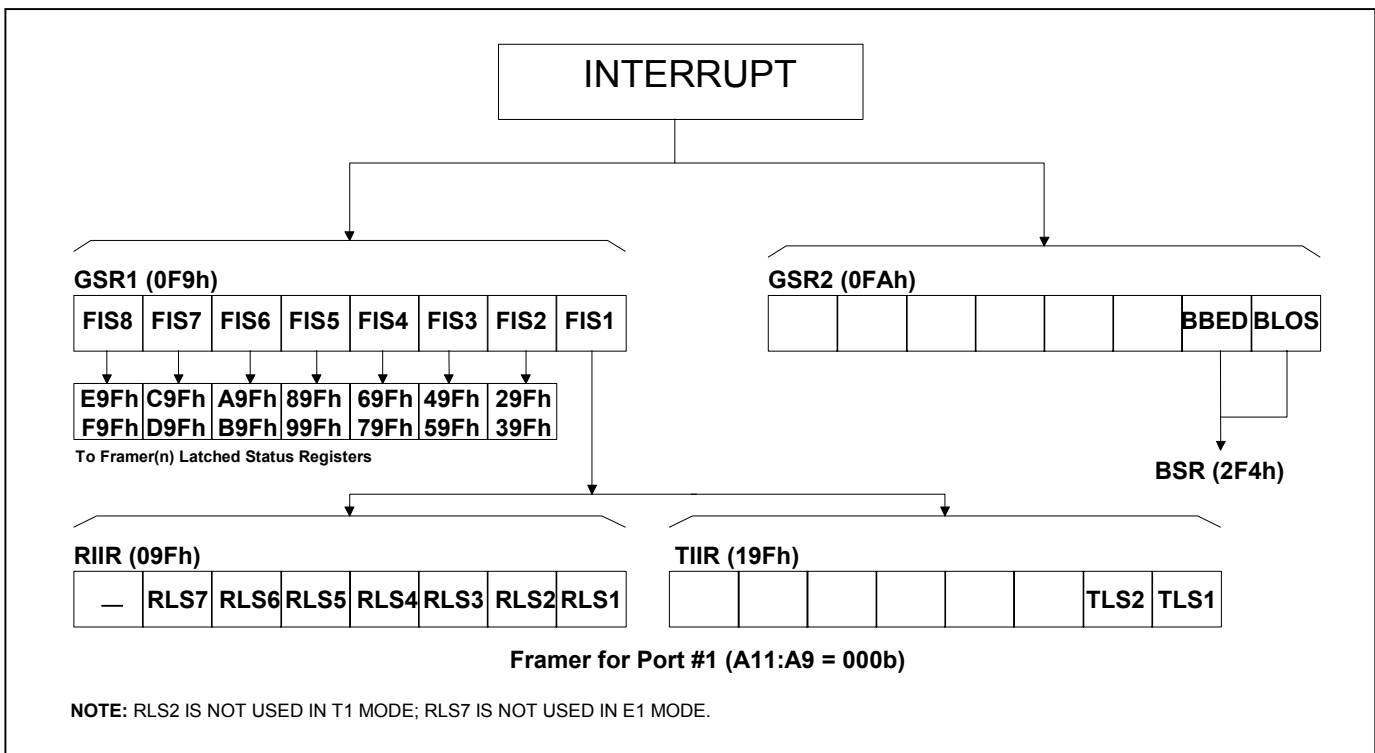 INTERRUPT
GSR1 (0F9h)
FIS8 FIS7 FIS6 FIS5 FIS4 FIS3 FIS2 FIS1
E9Fh C9Fh A9Fh 89Fh 69Fh 49Fh 29Fh
F9Fh D9Fh B9Fh 99Fh 79Fh 59Fh 39Fh
To Framer(n) Latched Status Registers
GSR2 (0FAh)
BBED BLOS
BSR (2F4h)
RIIR (09Fh)
— RLS7 RLS6 RLS5 RLS4 RLS3 RLS2 RLS1
TIIR (19Fh)
TLS2 TLS1
Framer for Port #1 (A11:A9 = 000b)
NOTE: RLS2 IS NOT USED IN T1 MODE; RLS7 IS NOT USED IN E1 MODE.